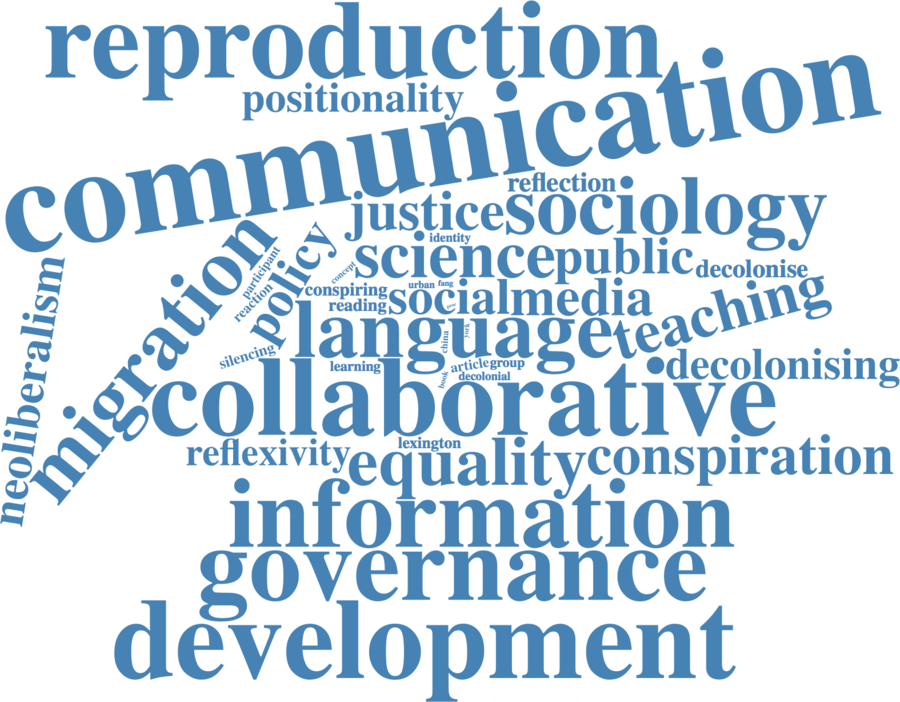 reproduction
positionality
communication
reflection
justice
sociology
identity
migration
participant
policy
science
public
decolonise
concept
reaction
conspiring
urban
fang
neoliberalism
reading
socialmedia
teaching
language
china
york
silencing
learning
article
group
decolonising
book
decolonial
collaborative
lexington
reflexivity
equality
conspiration
information
governance
development